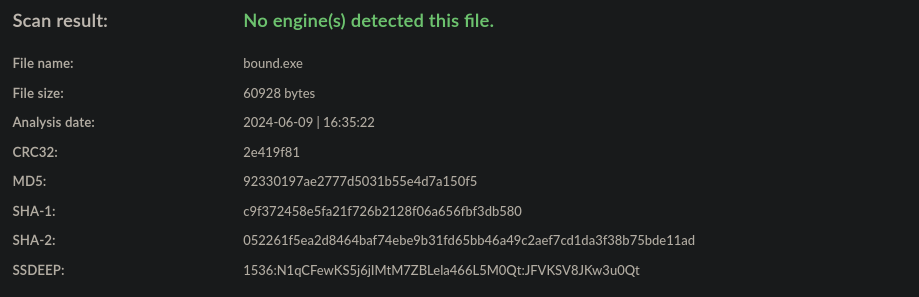 Scan result: No engine(s) detected this file.
File name: bound.exe
File size: 60928 bytes
Analysis date: 2024-06-09 | 16:35:22
CRC32: 2e419f81
MD5: 92330197ae2777d5031b55e4d7a150f5
SHA-1: c9f372458e5fa21f726b2128f06a656fbf3db580
SHA-2: 052261f5ea2d8464baf74ebe9b31fd65bb46a49c2aef7cd1da3f38b75bde11ad
SSDEEP: 1536:N1qCFewKS5j6jIMtM7ZBLela466L5M0Qt:JFVKSV8JKw3u0Qt